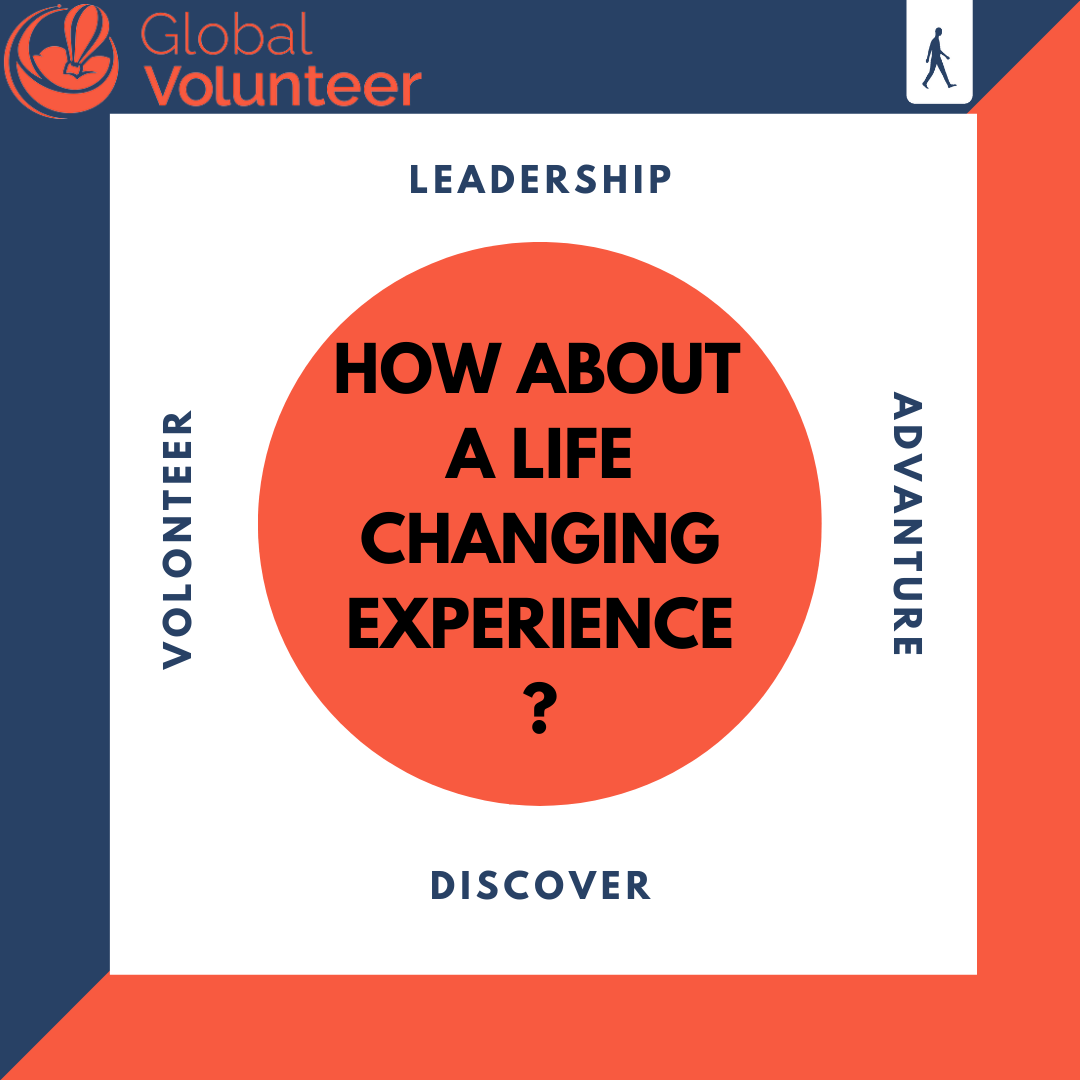 Global
Volunteer
LEADERSHIP
VOLONTEER
HOW ABOUT
A LIFE
CHANGING
EXPERIENCE
?
ADVANTURE
DISCOVER